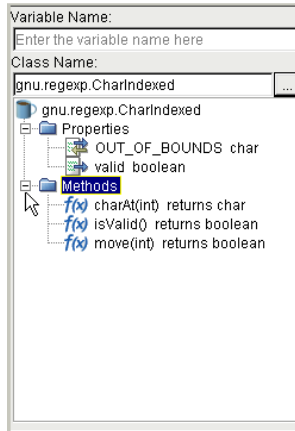 Variable Name:
Enter the variable name here
Class Name:
gnu.regexp.CharIndexed ...
gnu.regexp.CharIndexed
Properties
OUT_OF_BOUNDS char
valid boolean
Methods
f(x) charAt(int) returns char
f(x) isValid() returns boolean
f(x) move(int) returns boolean